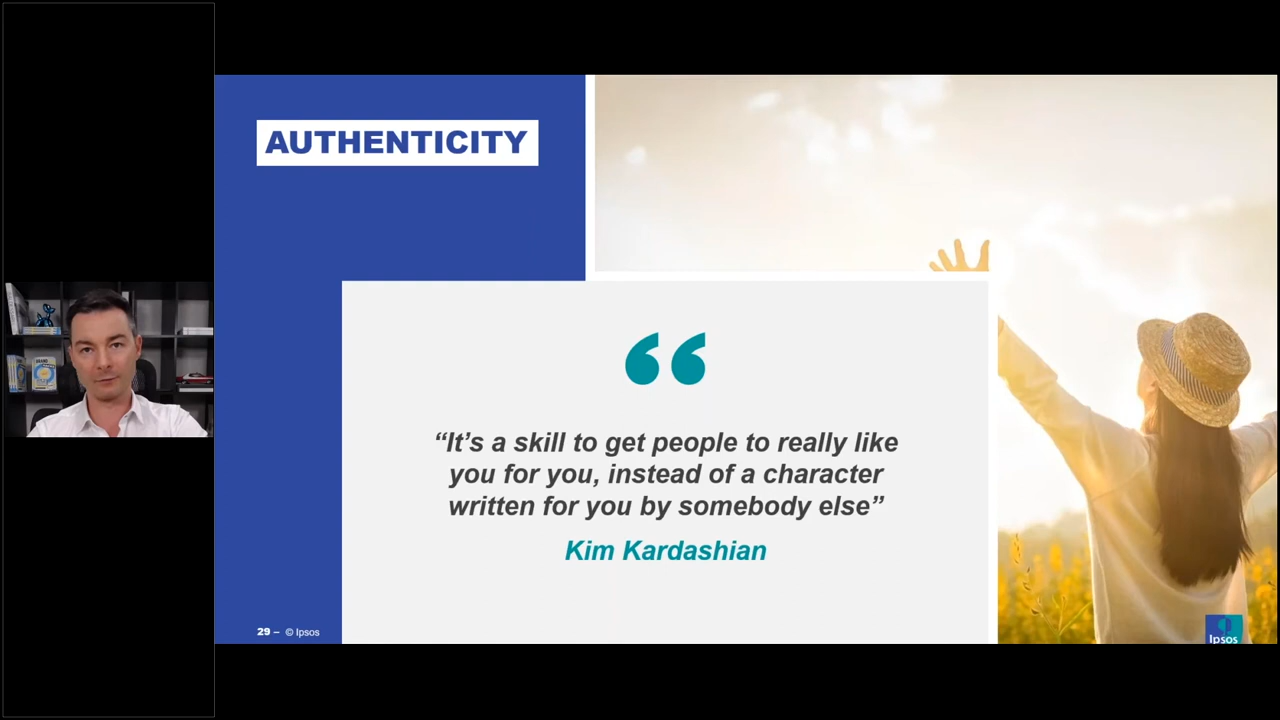 AUTHENTICITY
“It’s a skill to get people to really like
you for you, instead of a character
written for you by somebody else”
Kim Kardashian
29 – © Ipsos
Ipsos